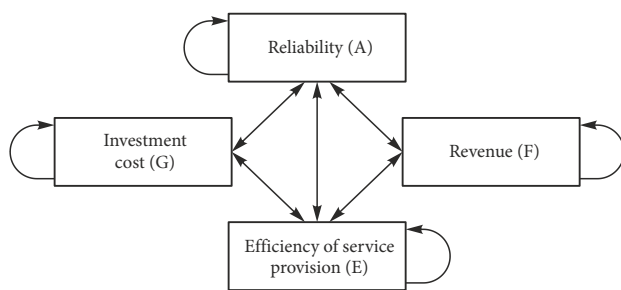 Reliability (A)
Investment
cost (G)
Revenue (F)
Efficiency of service
provision (E)